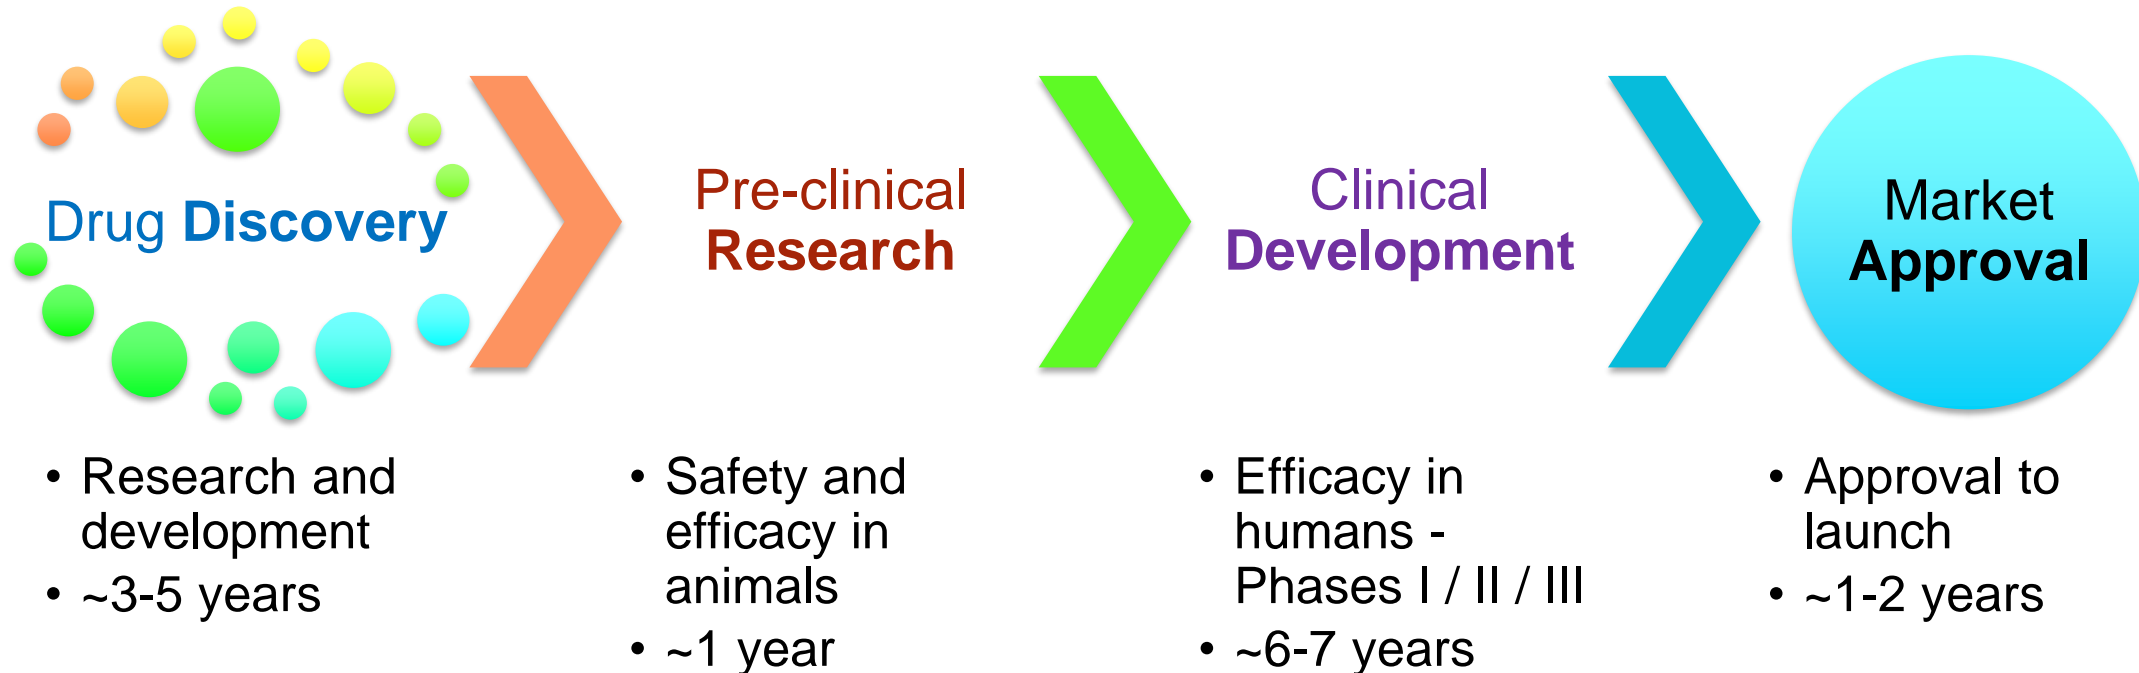 Drug Discovery
Pre-clinical
Research
Clinical
Development
Market
Approval
• Research and
development
• ~3-5 years
• Safety and
efficacy in
animals
• ~1 year
• Efficacy in
humans -
Phases I / II / III
• ~6-7 years
• Approval to
launch
• ~1-2 years